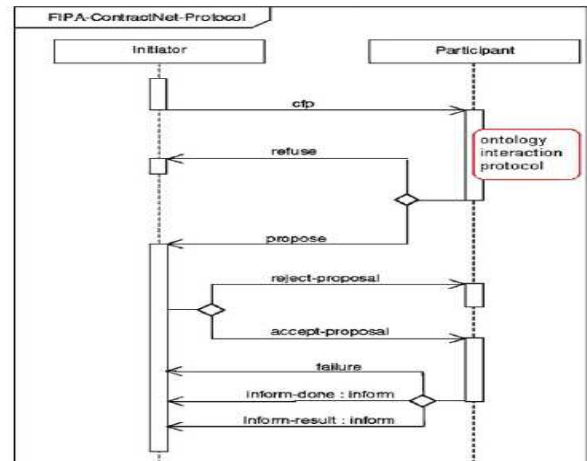 FIPA-ContractNet-Protocol
Initiator
Participant
cfp
ontology
interaction
protocol
refuse
propose
reject-proposal
accept-proposal
failure
inform-done : inform
Inform-result : inform